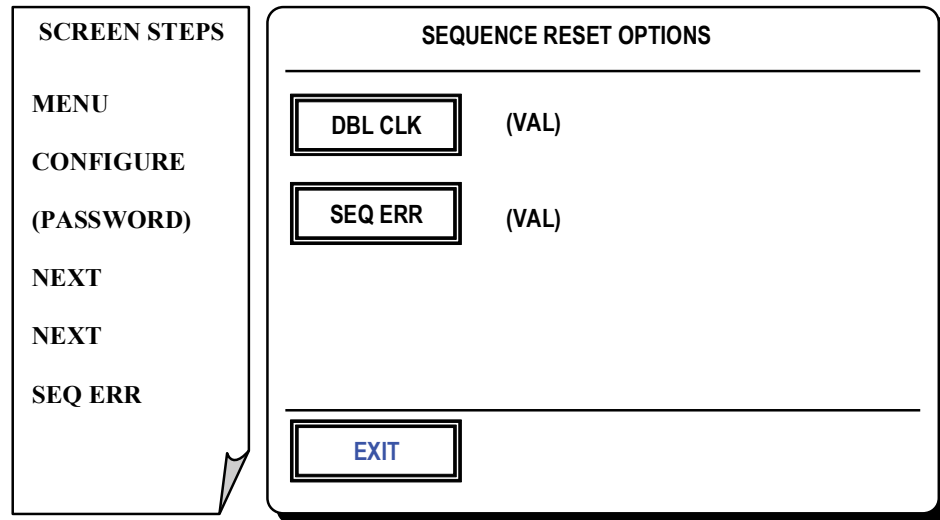 SCREEN STEPS
MENU
CONFIGURE
(PASSWORD)
NEXT
NEXT
SEQ ERR
SEQUENCE RESET OPTIONS
DBL CLK (VAL)
SEQ ERR (VAL)
EXIT